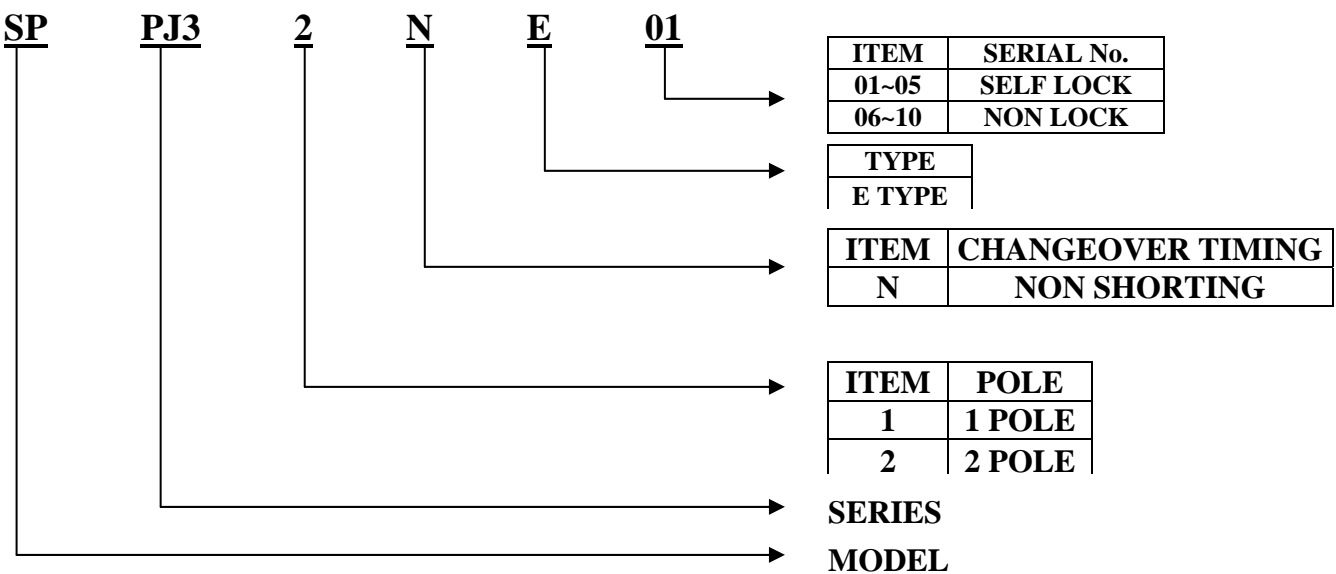 SP PJ3 2 N E 01
ITEM SERIAL No.
01~05 SELF LOCK
06~10 NON LOCK
TYPE
E TYPE
ITEM CHANGEOVER TIMING
N NON SHORTING
ITEM POLE
1 1 POLE
2 2 POLE
SERIES
MODEL